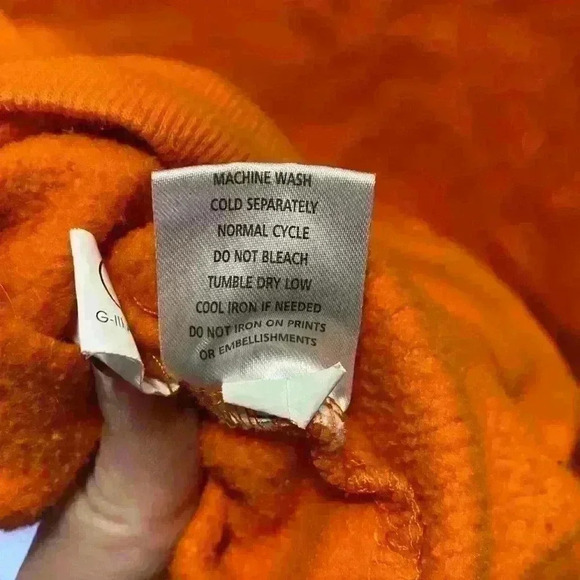 MACHINE WASH
COLD SEPARATELY
NORMAL CYCLE
DO NOT BLEACH
TUMBLE DRY LOW
COOL IRON IF NEEDED
DO NOT IRON ON PRINTS
OR EMBELLISHMENTS
G-III